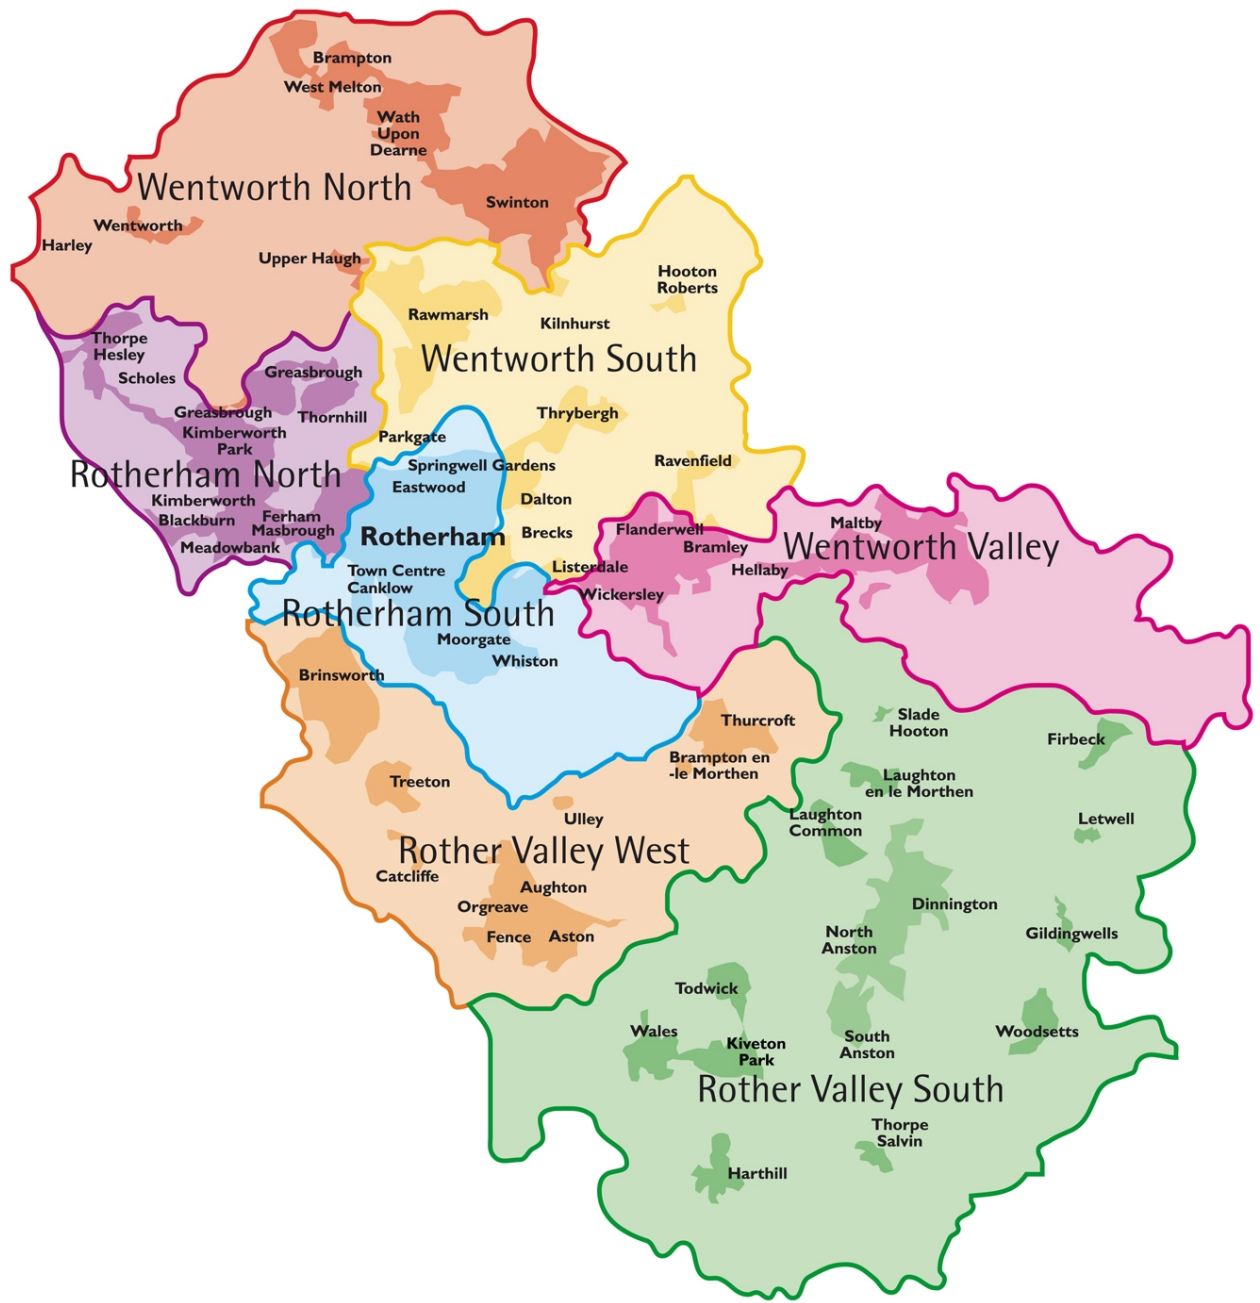 Brampton
West Melton
Wath
Upon
Dearne
Wentworth North
Swinton
Wentworth
Harley
Upper Haugh
Hooton
Roberts
Rawmarsh
Kilnhurst
Wentworth South
Thrybergh
Parkgate
Ravenfield
Springwell Gardens
Dalton
Brecks
Listerdale
Thorpe
Hesley
Scholes
Greasbrough
Greasbrough
Thornhill
Kimberworth
Park
Rotherham North
Kimberworth
Blackburn
Ferham
Masbrough
Meadowbank
Eastwood
Rotherham
Town Centre
Canklow
Rotherham South
Moorgate
Whiston
Flanderwell
Bramley
Maltby
Wentworth Valley
Hellaby
Wickersley
Brinsworth
Thurcroft
Brampton en
-le Morthen
Treeton
Ulley
Rother Valley West
Catcliffe
Aughton
Orgreave
Fence
Aston
Slade
Hooton
Firbeck
Laughton
en le Morthen
Laughton
Common
Letwell
Dinnington
North
Anston
Gildingwells
Todwick
Wales
Kiveton
Park
South
Anston
Woodsetts
Rother Valley South
Thorpe
Salvin
Harthill